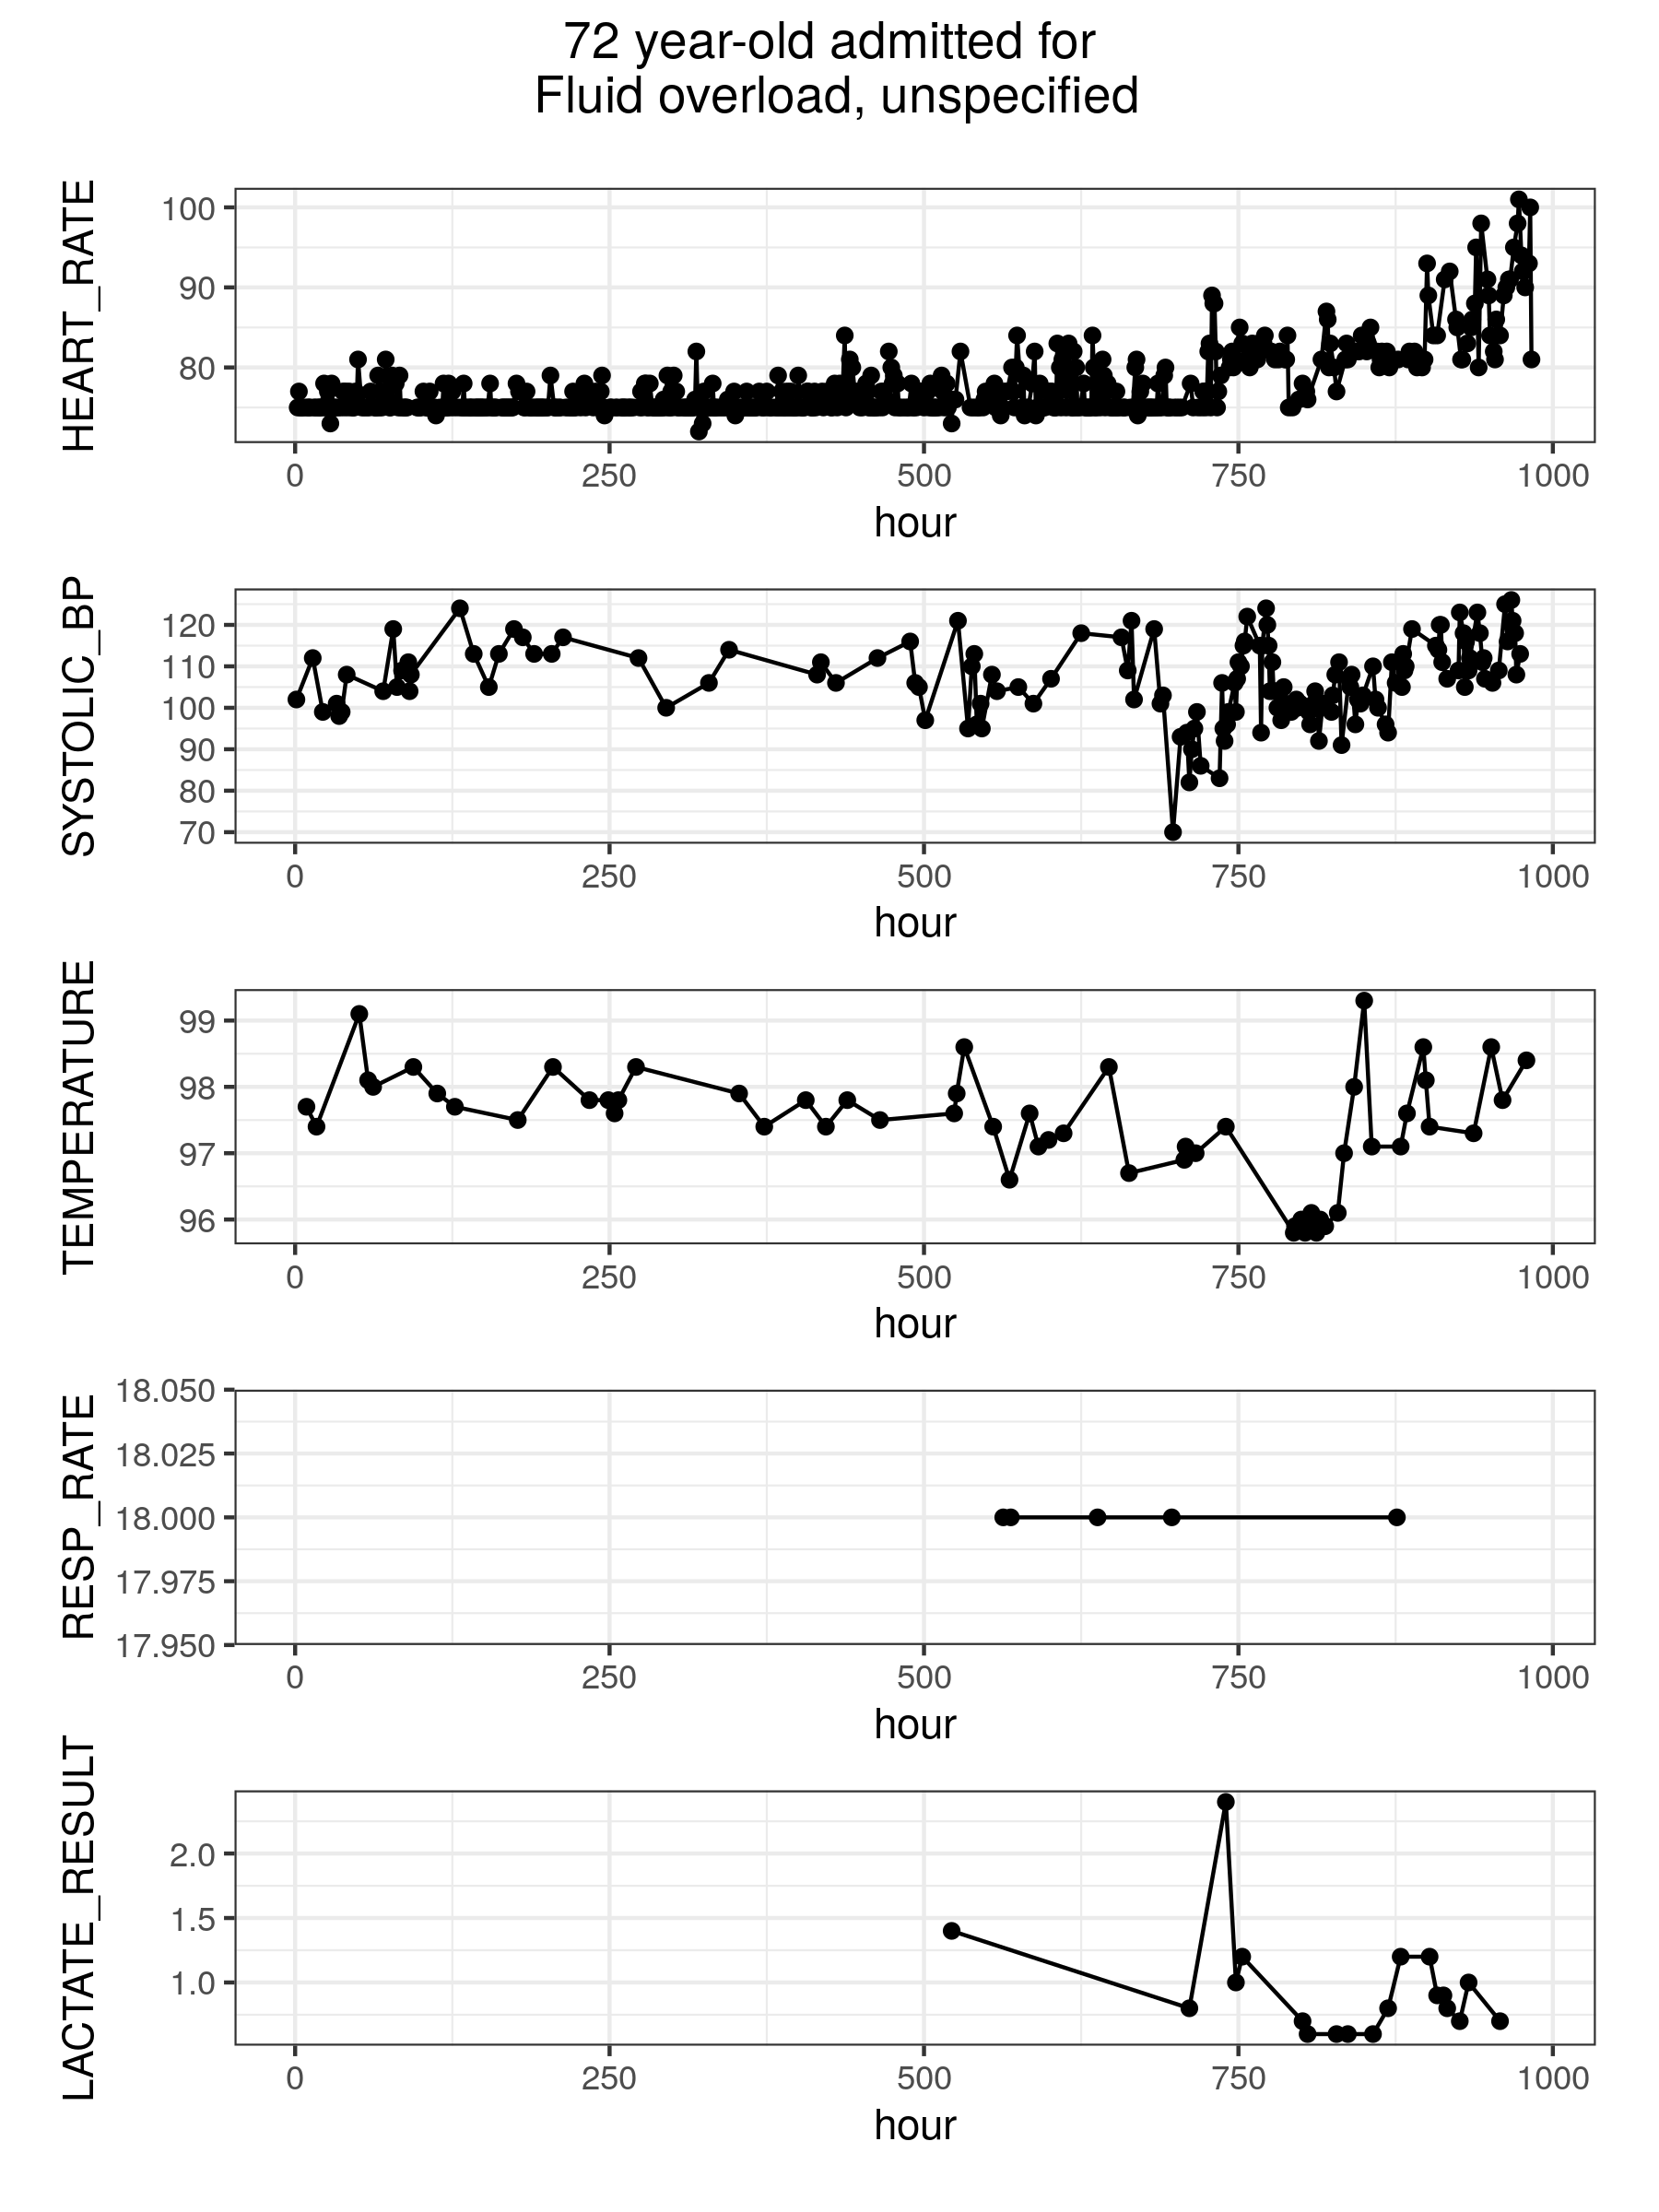 72 year-old admitted for
Fluid overload, unspecified
HEART_RATE
100
90
80
0 250 500 750 1000
hour
SYSTOLIC_BP
120
110
100
90
80
70
0 250 500 750 1000
hour
TEMPERATURE
99
98
97
96
0 250 500 750 1000
hour
RESP_RATE
18.050
18.025
18.000
17.975
17.950
0 250 500 750 1000
hour
LACTATE_RESULT
2.0
1.5
1.0
0 250 500 750 1000
hour